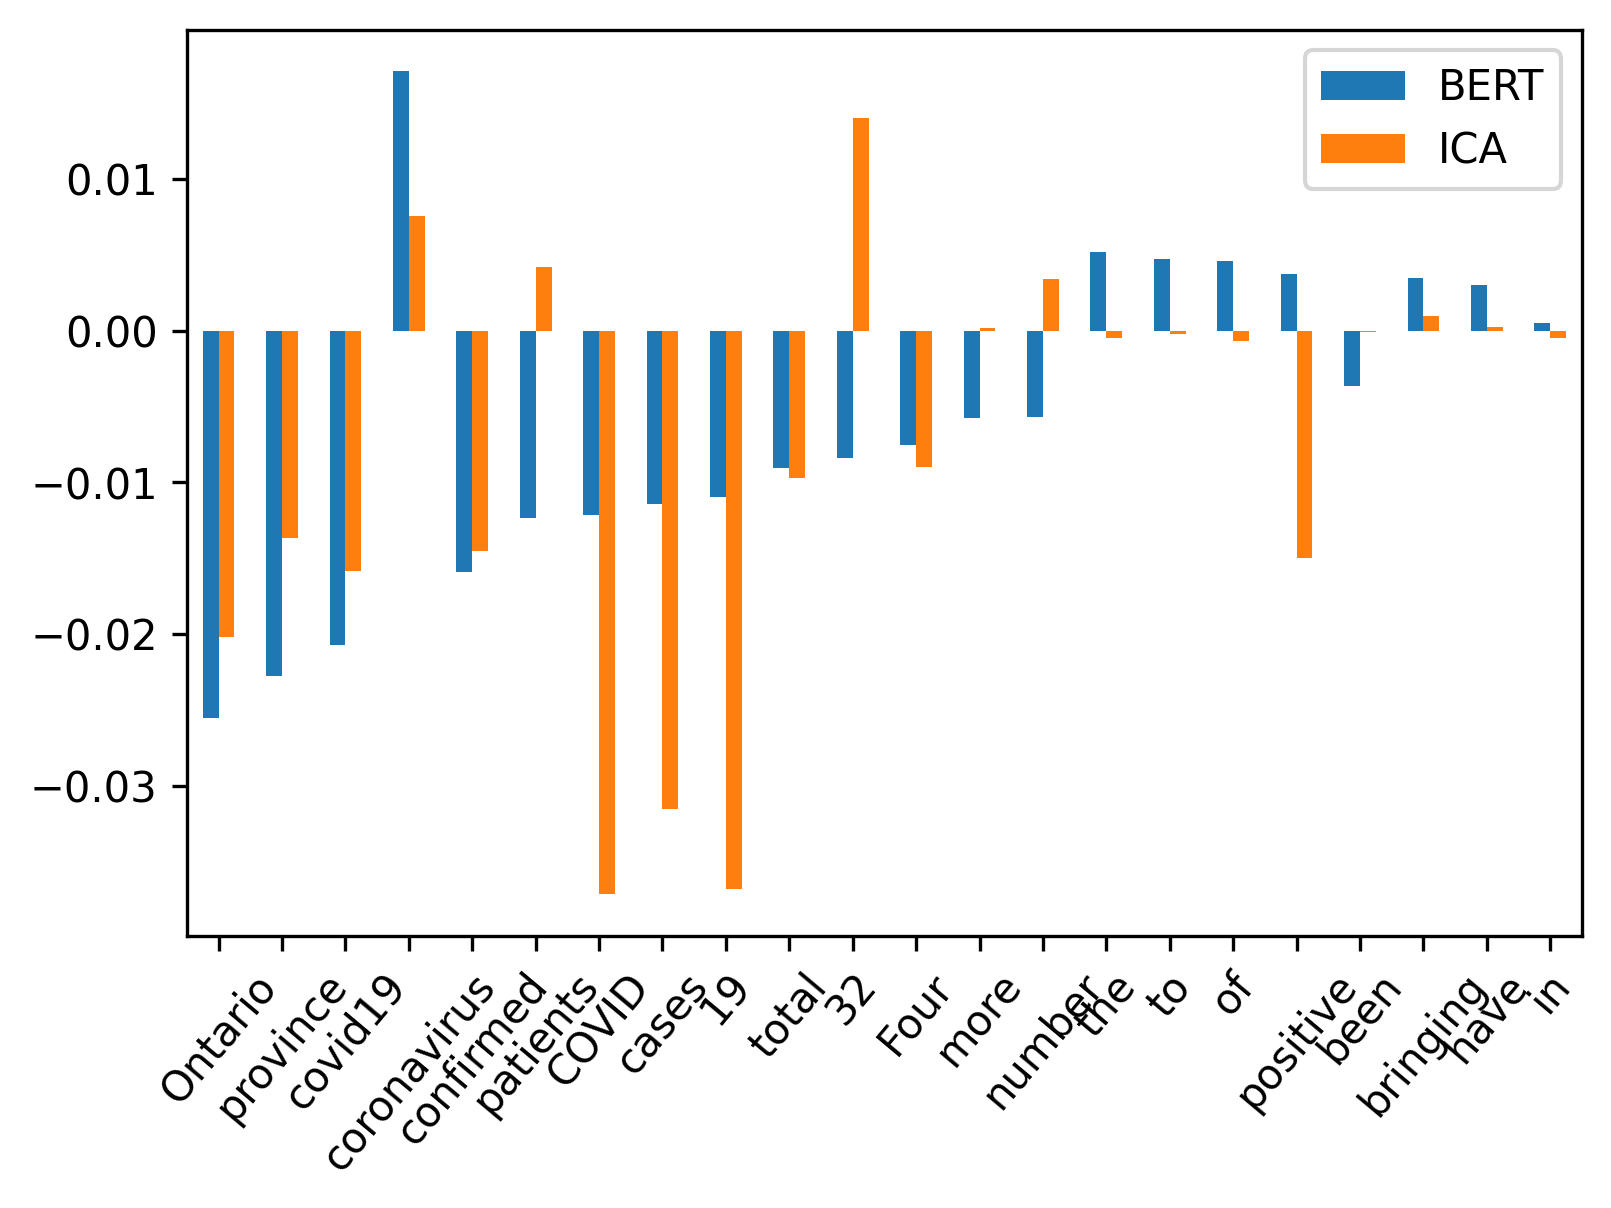 BERT
ICA
0.01
0.00
−0.01
−0.02
−0.03
Ontario
province
covid19
coronavirus
confirmed
patients
COVID
cases
19
total
32
Four
more
number
the
to
of
positive
been
bringing
have
in